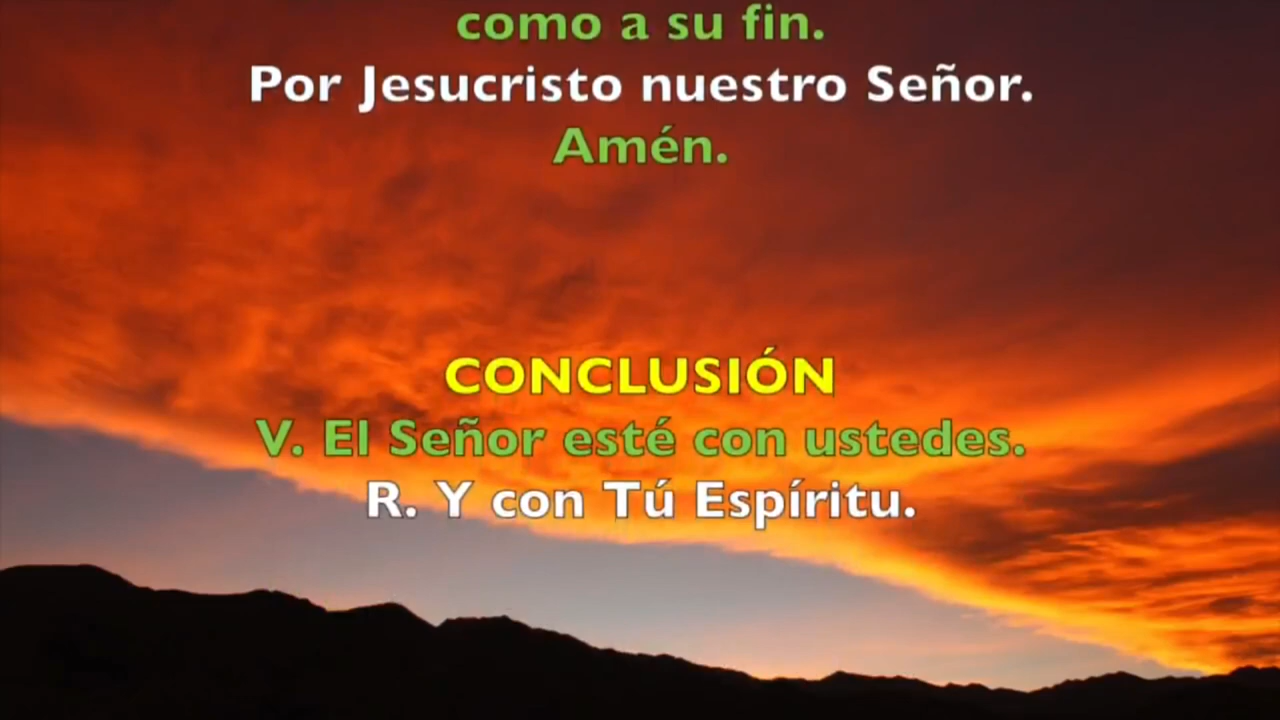 como a su fin.
Por Jesucristo nuestro Señor.
Amén.
CONCLUSIÓN
V. El Señor esté con ustedes.
R. Y con Tú Espíritu.